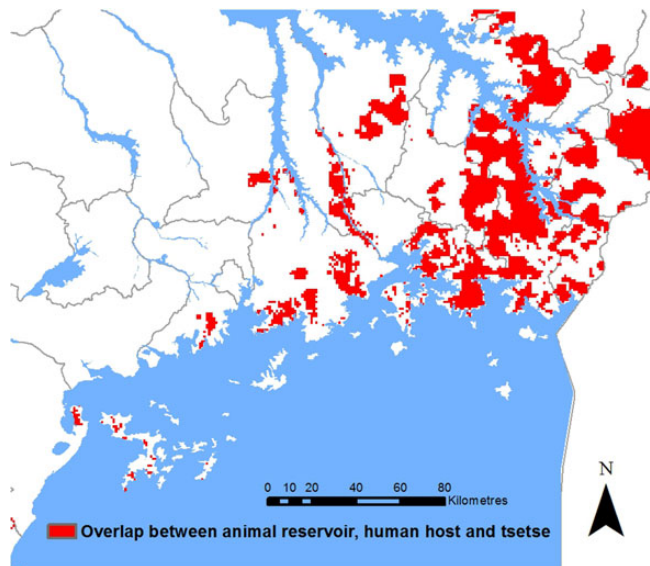 N
0 10 20 40 60 80
Kilometres
Overlap between animal reservoir, human host and tsetse